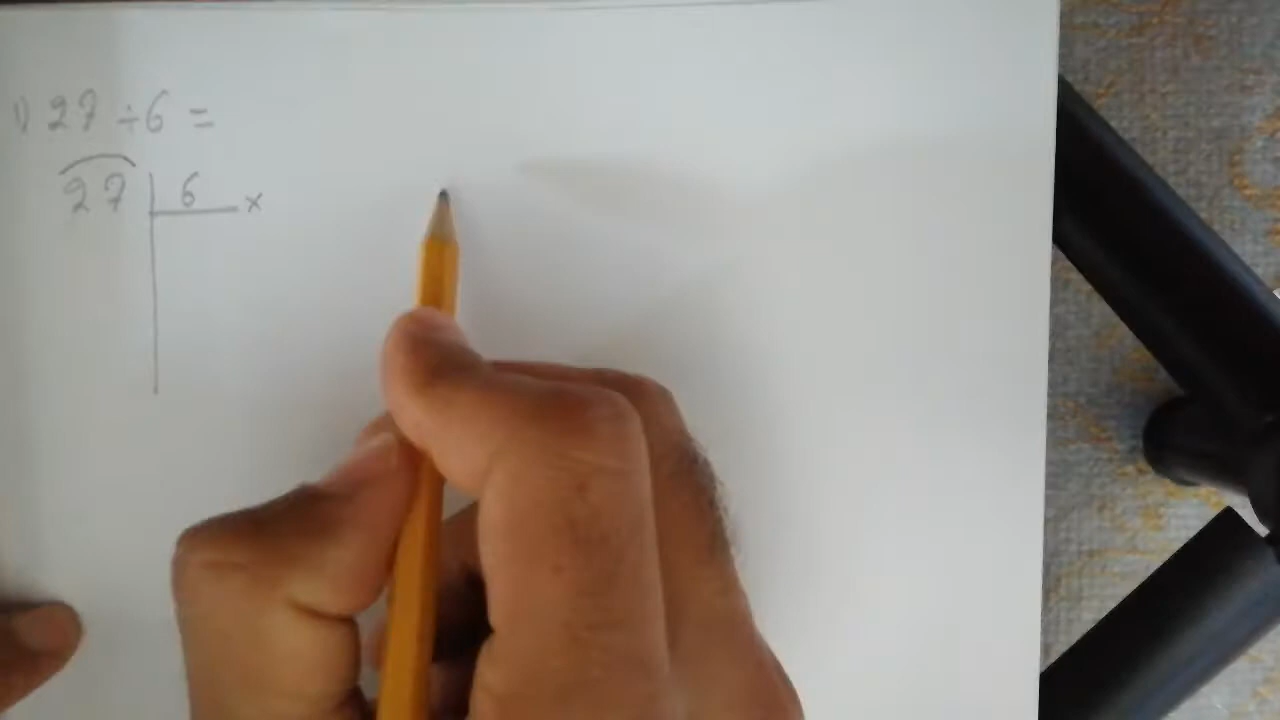 1) 27 ÷ 6 =
27 6 x